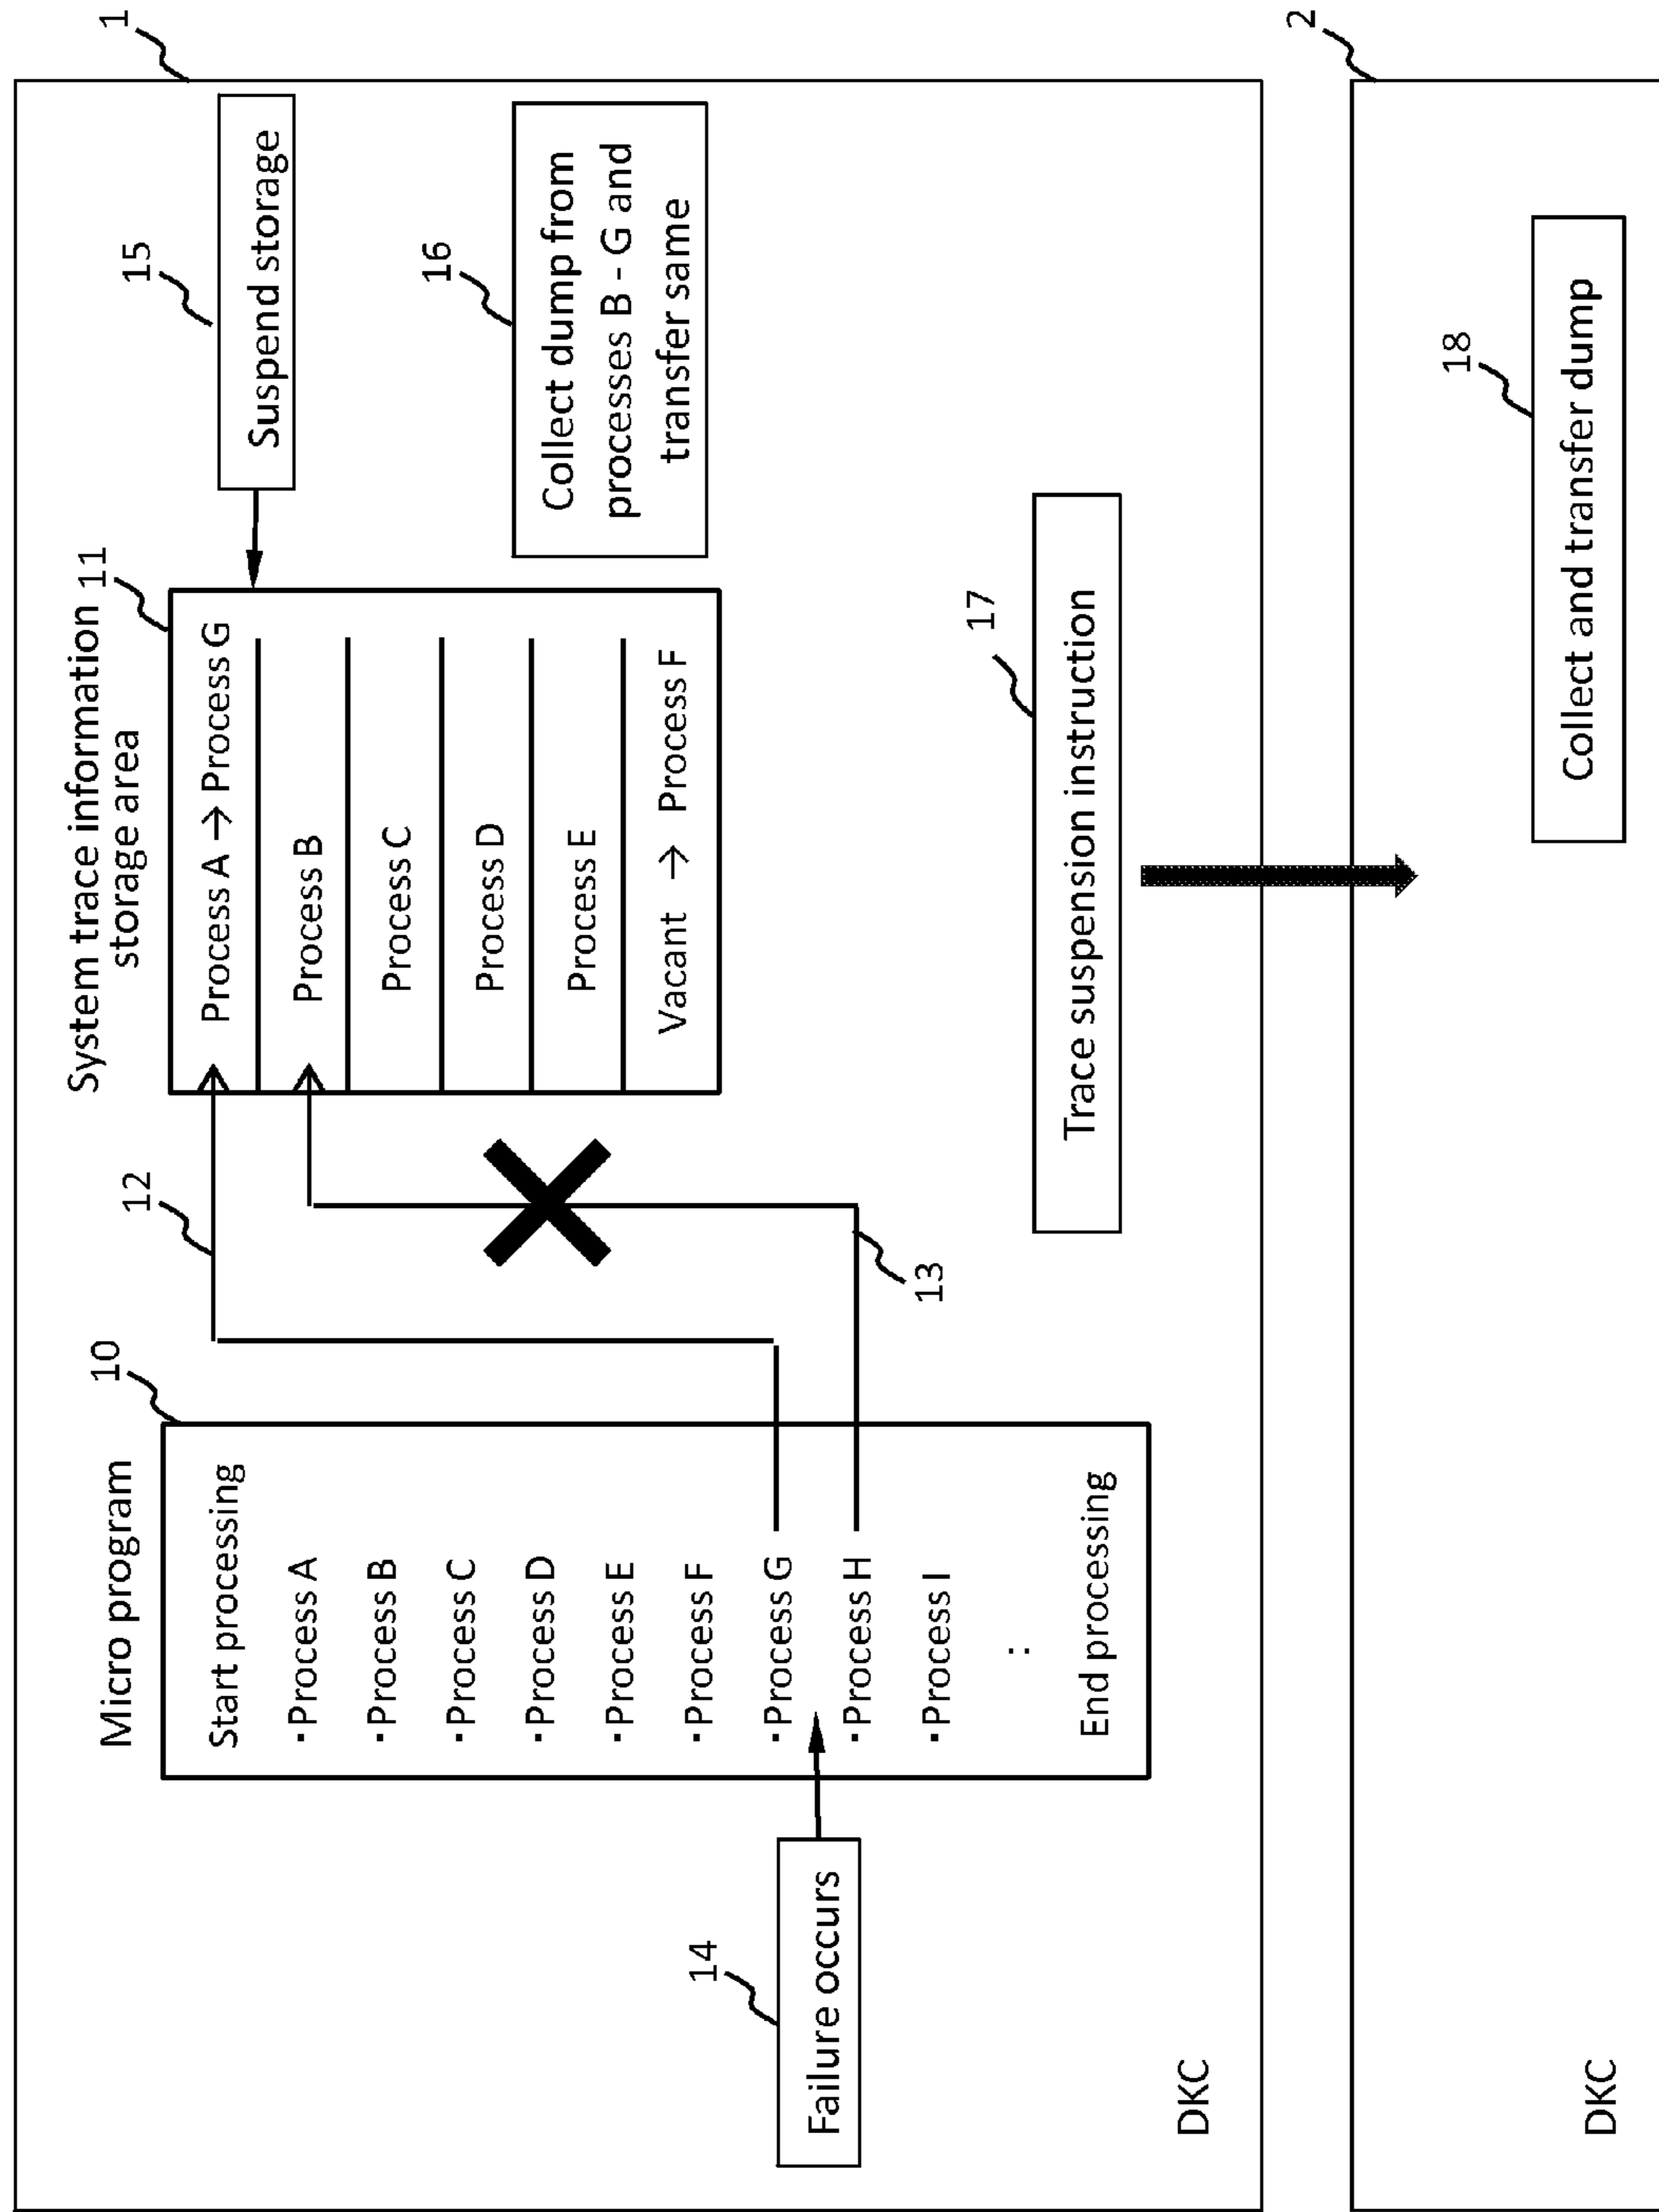 1
Micro program
10
Start processing
・Process A
・Process B
・Process C
・Process D
・Process E
・Process F
・Process G
・Process H
・Process I
:
End processing
14
Failure occurs
12
13
System trace information
storage area
11
Process A → Process G
Process B
Process C
Process D
Process E
Vacant → Process F
15
Suspend storage
16
Collect dump from
processes B - G and
transfer same
17
Trace suspension instruction
DKC
2
18
Collect and transfer dump
DKC